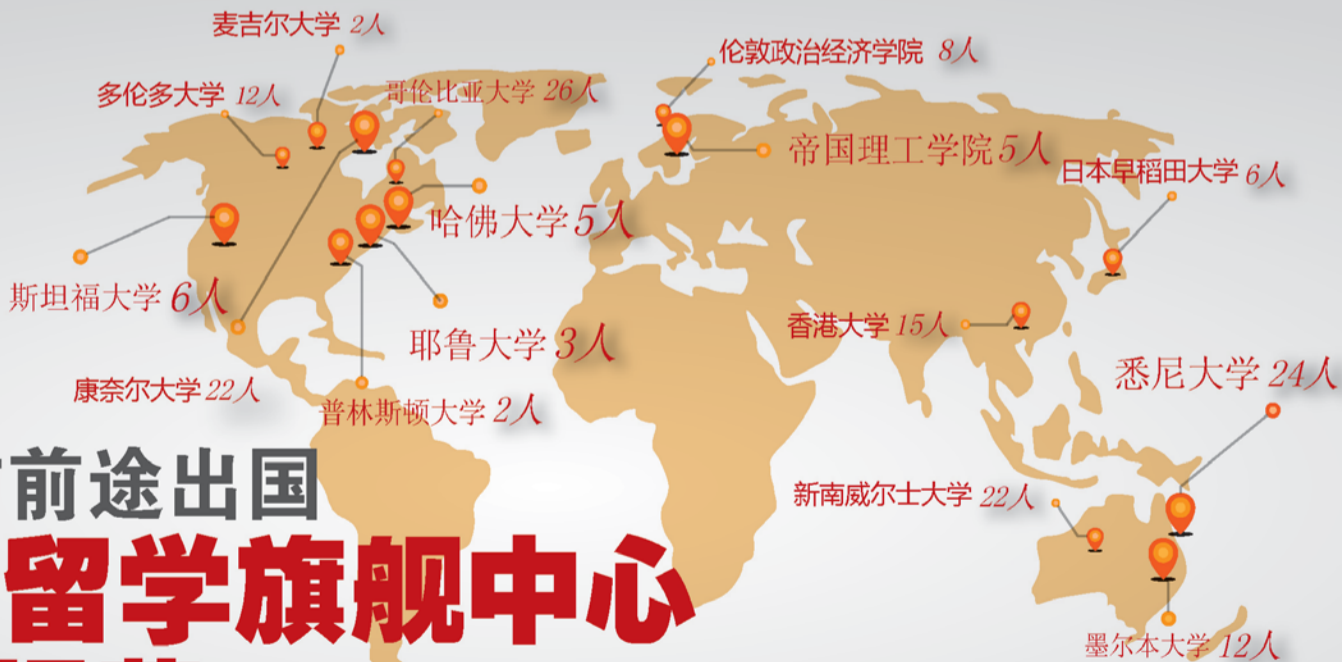 麦吉尔大学 2人
伦敦政治经济学院 8人
多伦多大学 12人
哥伦比亚大学 26人
帝国理工学院5人
日本早稻田大学 6人
哈佛大学5人
斯坦福大学 6人
香港大学 15人
耶鲁大学 3人
悉尼大学 24人
康奈尔大学 22人
普林斯顿大学 2人
前途出国
新南威尔士大学 22人
留学旗舰中心
墨尔本大学 12人